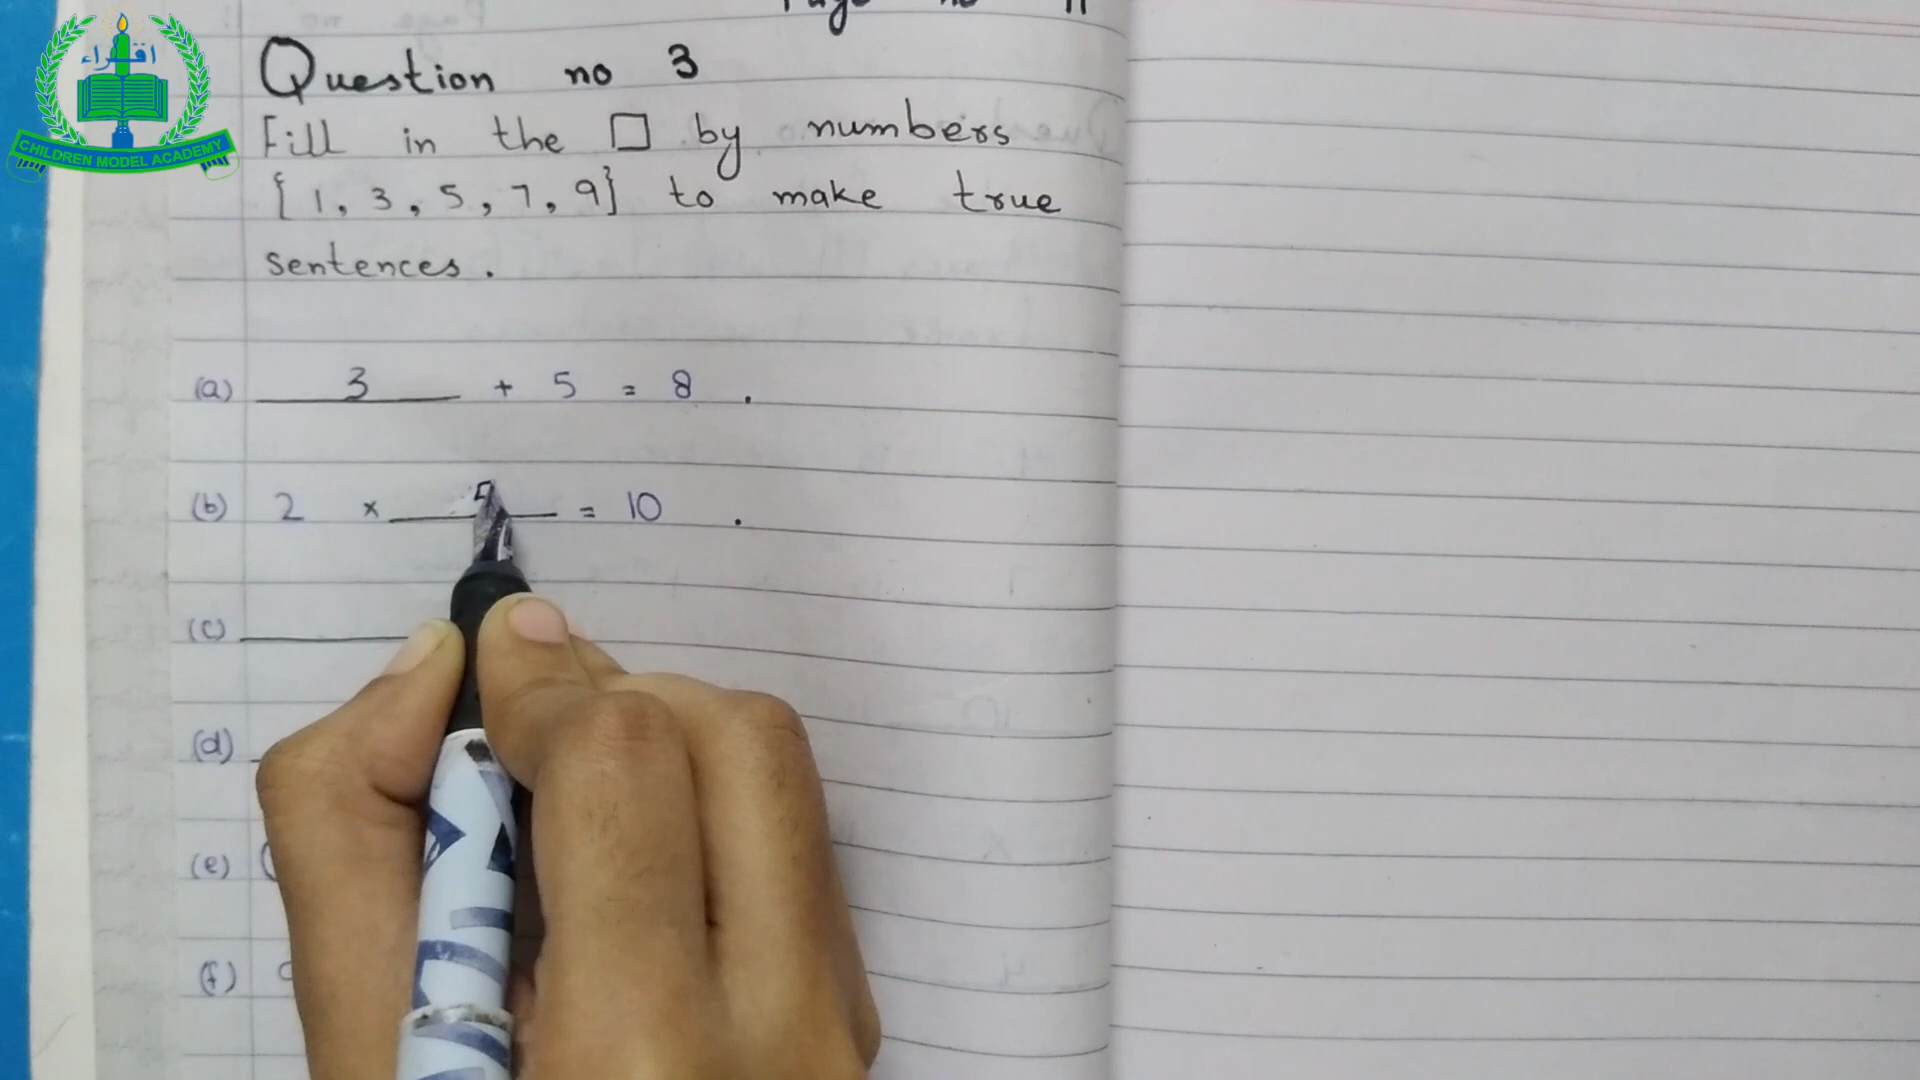 اقراء
CHILDREN MODEL ACADEMY
Question no 3
Fill in the □ by numbers
{1, 3, 5, 7, 9} to make true
sentences.
(a) 3 + 5 = 8 .
(b) 2 × 5 = 10 .
(c)
(d)
(e)
(f)